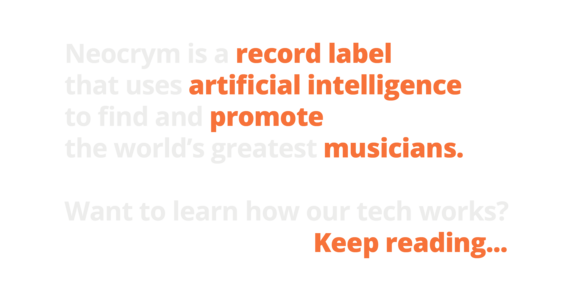 Neocrym is a record label
that uses artificial intelligence
to find and promote
the world's greatest musicians.
Want to learn how our tech works?
Keep reading...